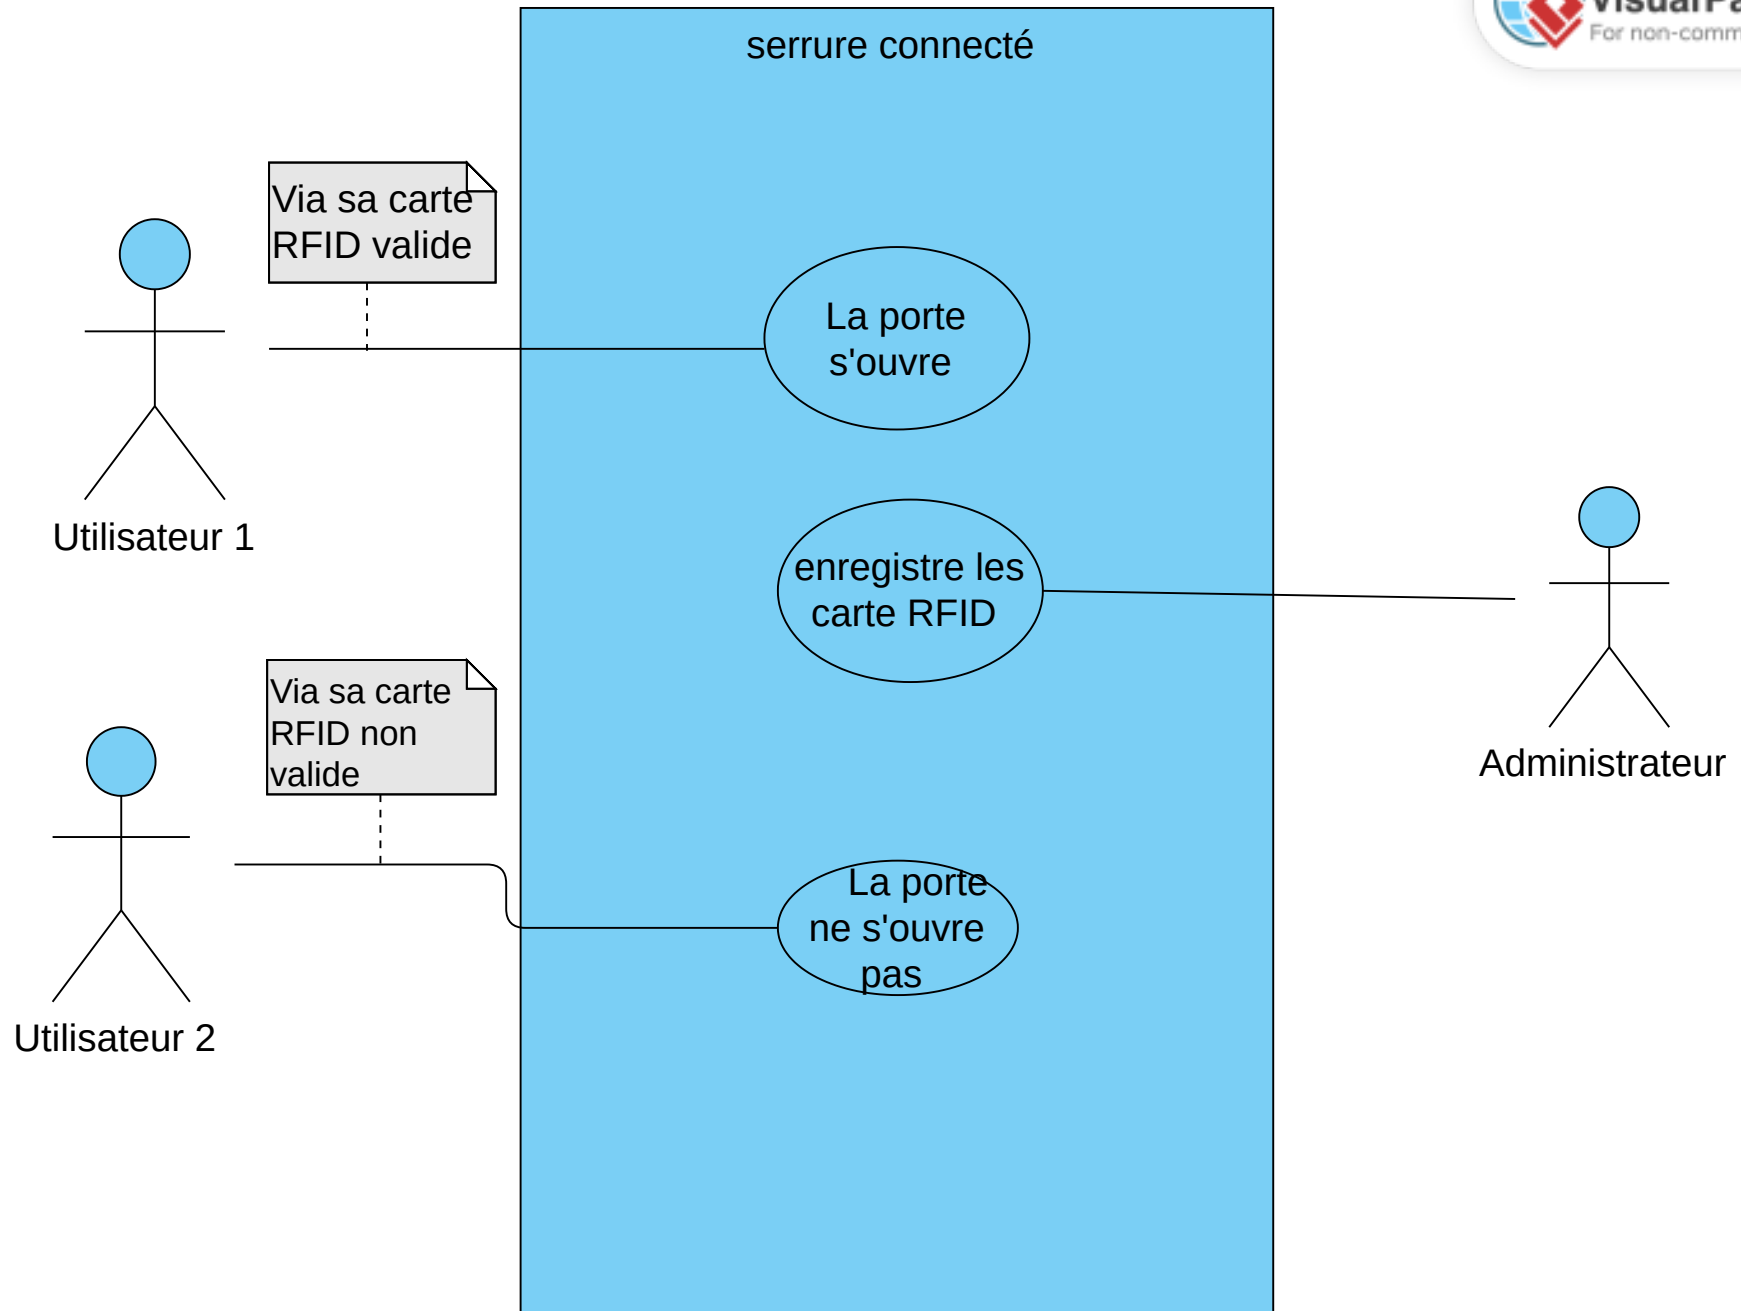 serrure connecté
For non-comm
Via sa carte
RFID valide
La porte
s'ouvre
Utilisateur 1
enregistre les
carte RFID
Via sa carte
RFID non
valide
Administrateur
La porte
ne s'ouvre
pas
Utilisateur 2